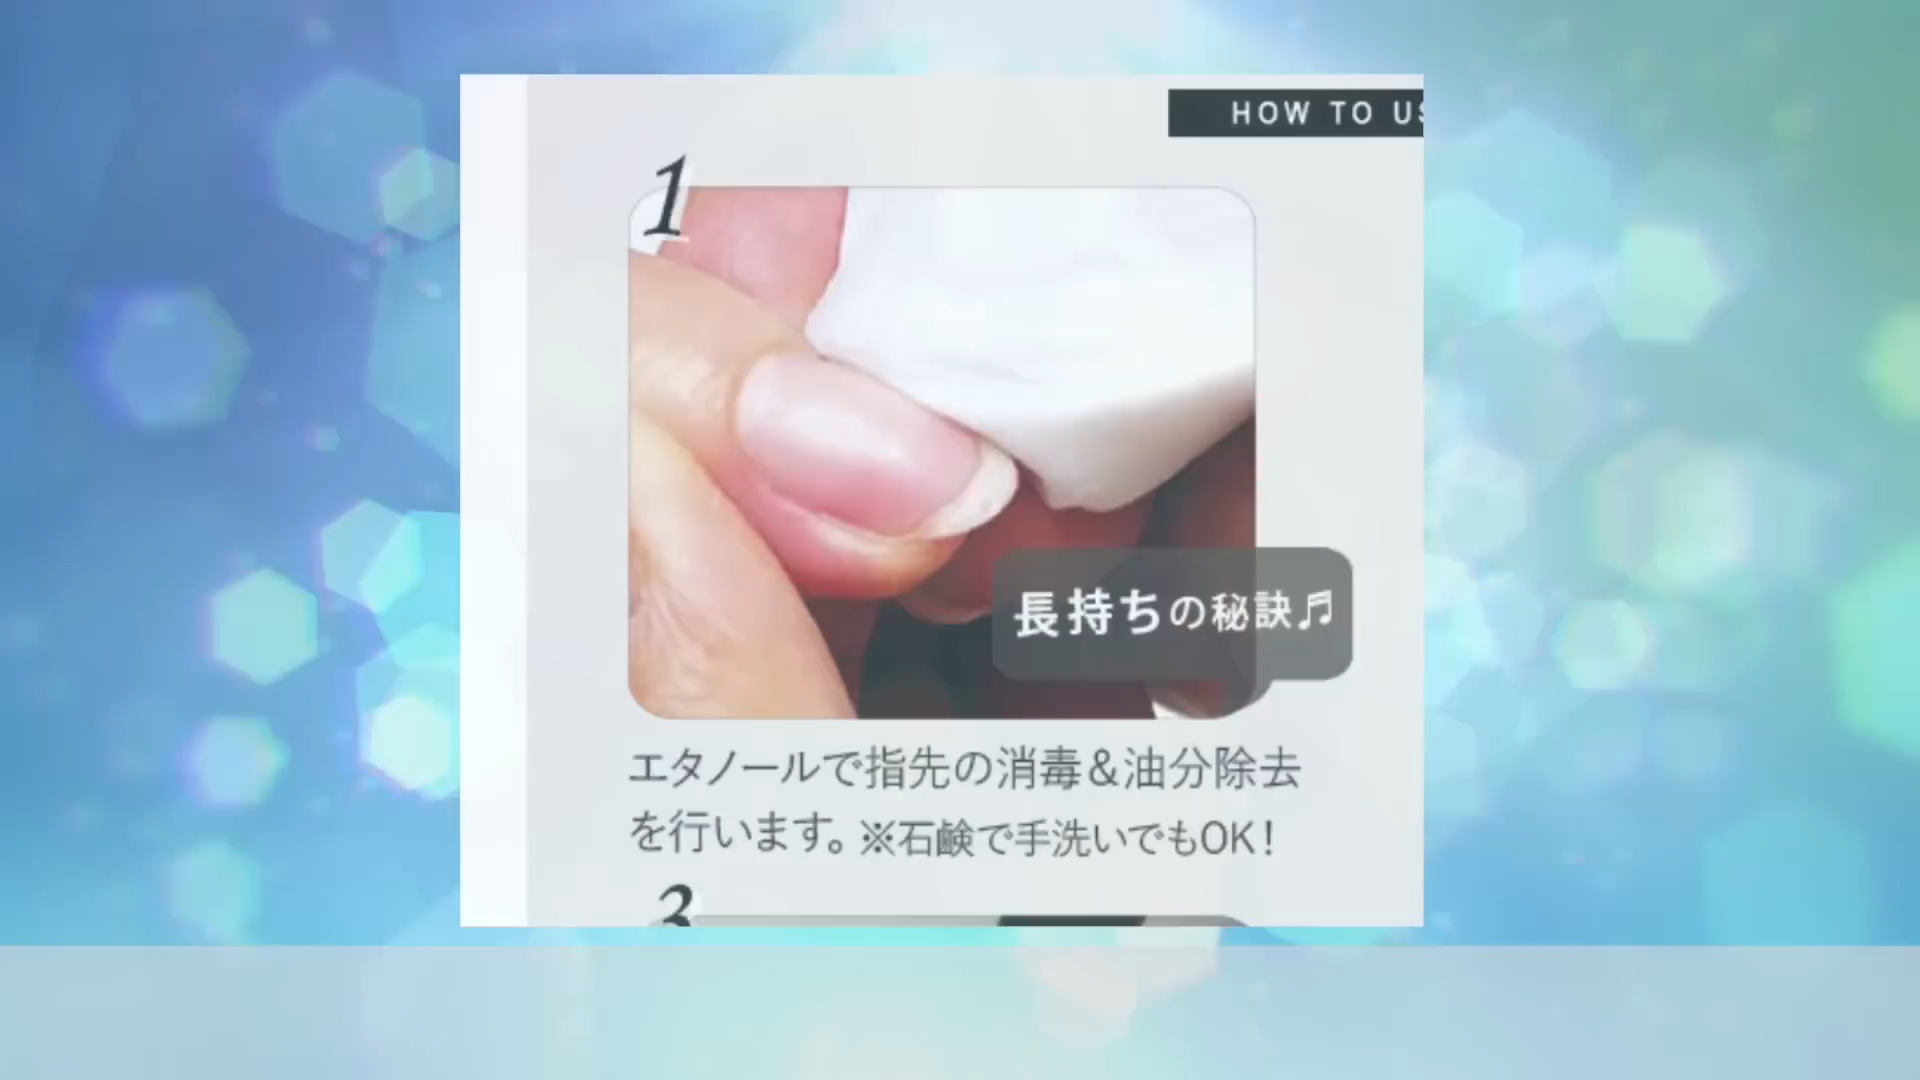 HOW TO US
1
長持ちの秘訣♬
エタノールで指先の消毒＆油分除去
を行います。※石鹸で手洗いでもOK！
3